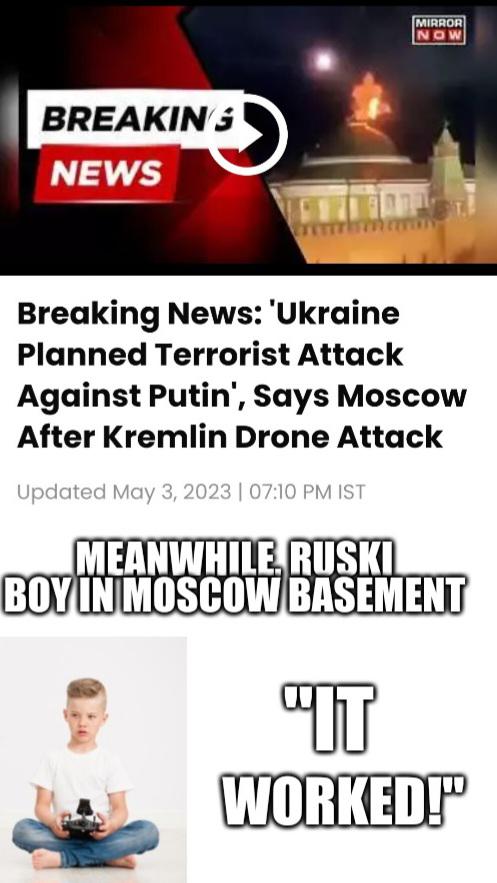 MIRROR
NOW
BREAKING
NEWS
Breaking News: 'Ukraine
Planned Terrorist Attack
Against Putin', Says Moscow
After Kremlin Drone Attack
Updated May 3, 2023 | 07:10 PM IST
MEANWHILE, RUSKI
BOY IN MOSCOW BASEMENT
"IT
WORKED!"